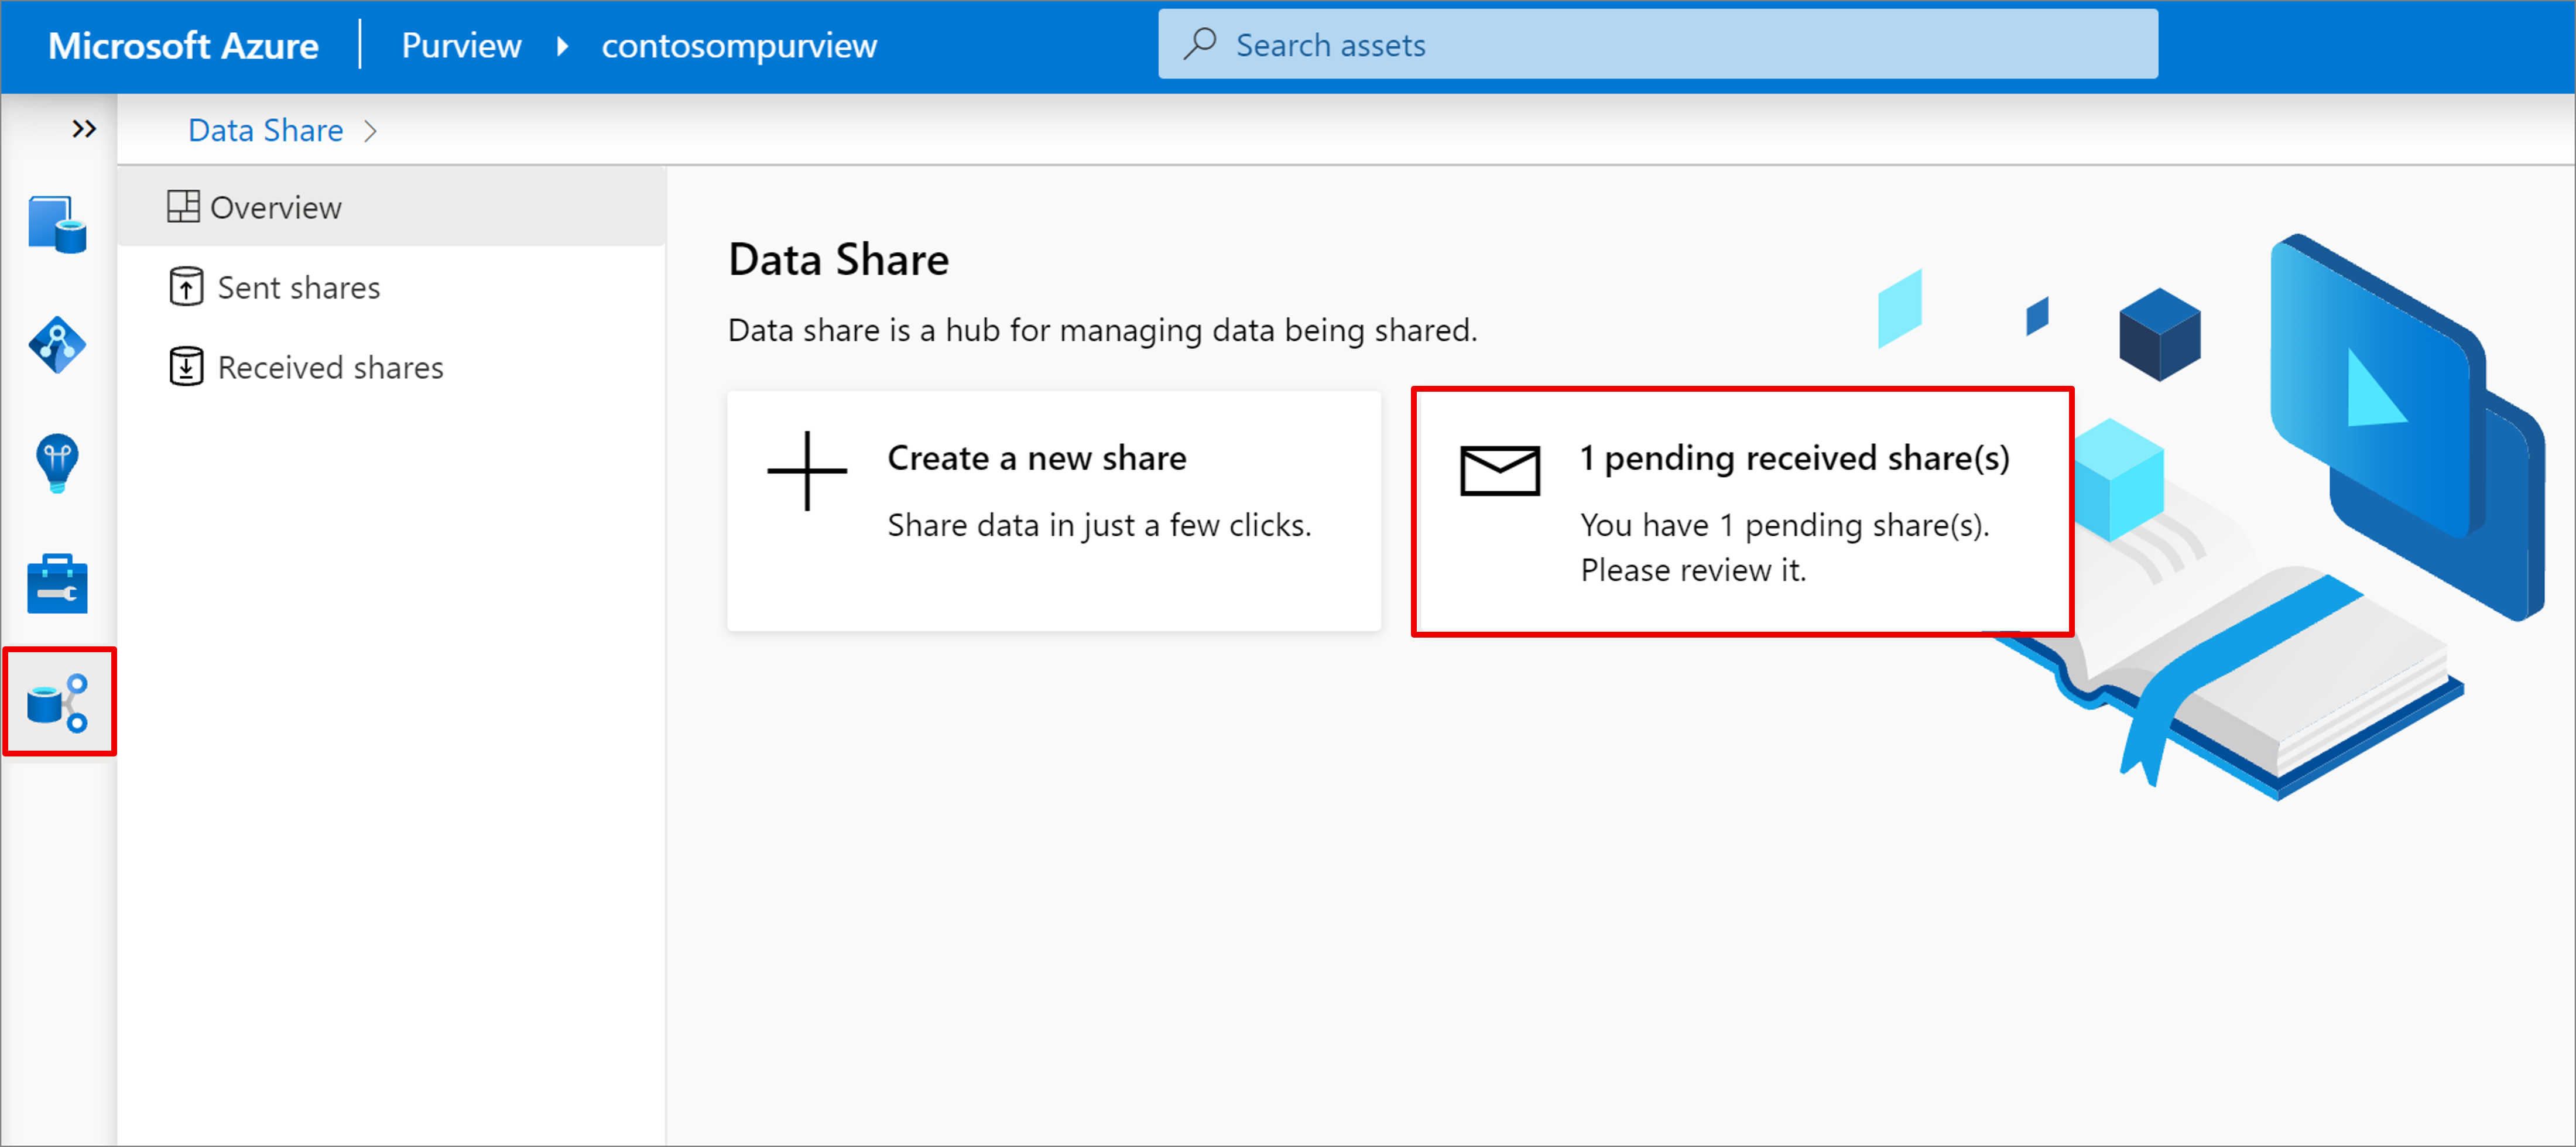 Microsoft Azure
Purview
contosompurview
Search assets
Data Share
Overview
Sent shares
Received shares
Data Share
Data share is a hub for managing data being shared.
Create a new share
Share data in just a few clicks.
1 pending received share(s)
You have 1 pending share(s).
Please review it.